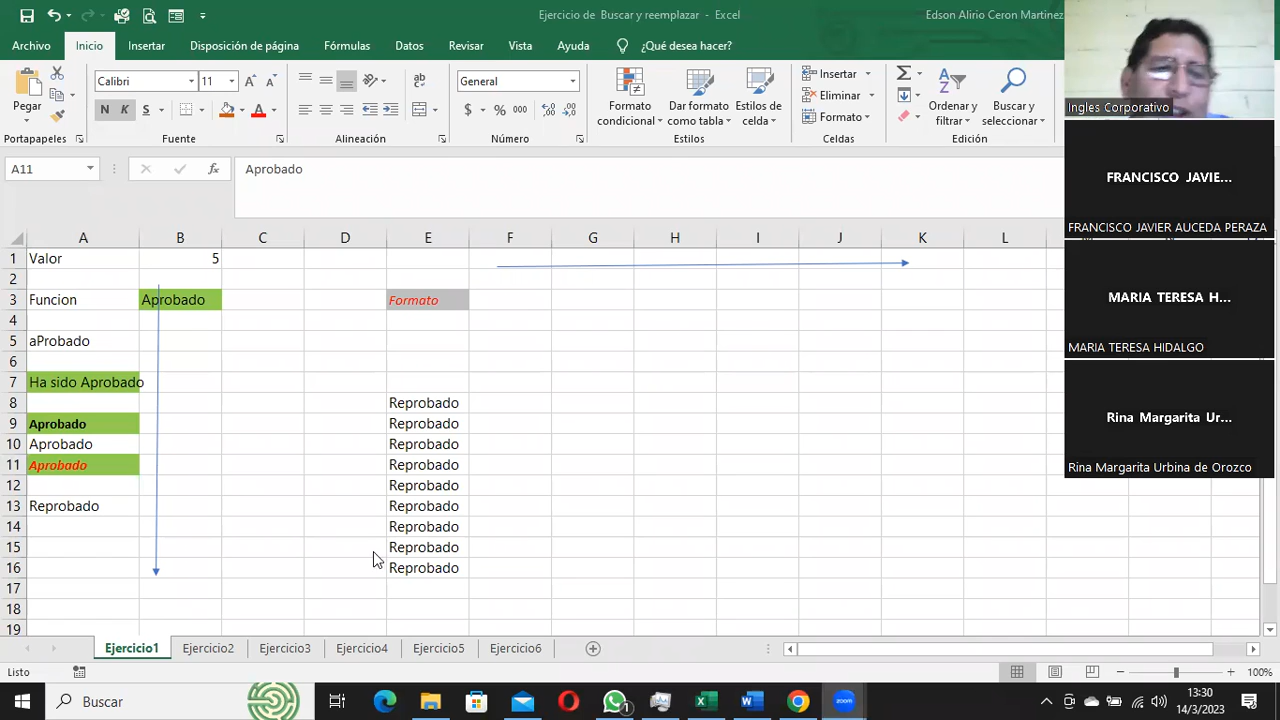 Ejercicio de Buscar y reemplazar - Excel
Edson Alirio Ceron Martinez
Archivo
Inicio
Insertar
Disposición de página
Fórmulas
Datos
Revisar
Vista
Ayuda
¿Qué desea hacer?
Pegar
Calibri
11
N K S
General
Formato condicional
Dar formato como tabla
Estilos de celda
Insertar
Eliminar
Formato
Ordenar y filtrar
Buscar y seleccionar
Portapapeles
Fuente
Alineación
Número
Estilos
Celdas
Edición
A11
Aprobado
A B C D E F G H I J K L
1 Valor 5
2
3 Funcion Aprobado Formato
4
5 aProbado
6
7 Ha sido Aprobado
8 Reprobado
9 Aprobado Reprobado
10 Aprobado Reprobado
11 Aprobado Reprobado
12 Reprobado
13 Reprobado Reprobado
14 Reprobado
15 Reprobado
16 Reprobado
17
18
19
Ejercicio1 Ejercicio2 Ejercicio3 Ejercicio4 Ejercicio5 Ejercicio6
Listo
100%
Buscar
zoom
1
13:30
14/3/2023
Ingles Corporativo
FRANCISCO JAVIE...
FRANCISCO JAVIER AUCEDA PERAZA
MARIA TERESA H...
MARIA TERESA HIDALGO
Rina Margarita Ur...
Rina Margarita Urbina de Orozco